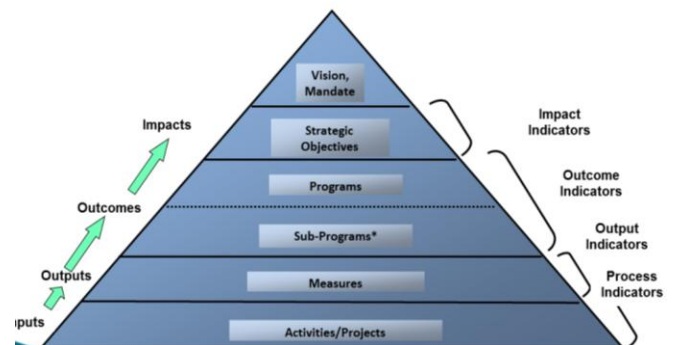 Vision,
Mandate
Impact
Indicators
Impacts
Strategic
Objectives
Outcome
Indicators
Programs
Outcomes
Output
Indicators
Sub-Programs*
Outputs
Measures
Process
Indicators
nputs
Activities/Projects